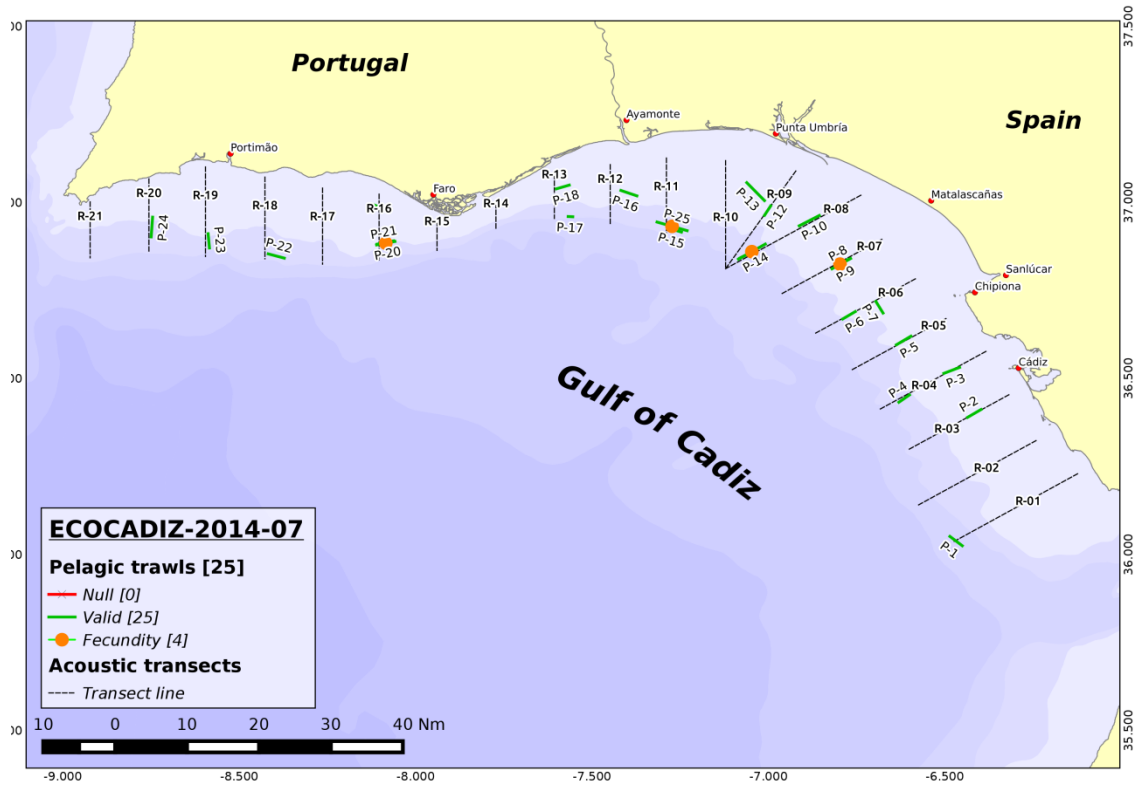 Portugal
Spain
Ayamonte
Punta Umbría
Portimão
Faro
Matalascañas
Sanlúcar
Chipiona
Cádiz
Gulf of Cadiz
R-21
R-20
R-19
R-18
R-17
R-16
R-15
R-14
R-13
R-12
R-11
R-10
R-09
R-08
R-07
R-06
R-05
R-04
R-03
R-02
R-01
P-24
P-23
P-22
P-21
P-20
P-18
P-17
P-16
P-25
P-15
P-13
P-12
P-14
P-10
P-8
P-9
P-7
P-6
P-5
P-4
P-3
P-2
P-1
ECOCADIZ-2014-07
Pelagic trawls [25]
Null [0]
Valid [25]
Fecundity [4]
Acoustic transects
Transect line
10 0 10 20 30 40 Nm
-9.000 -8.500 -8.000 -7.500 -7.000 -6.500
37.500
37.000
36.500
36.000
35.500